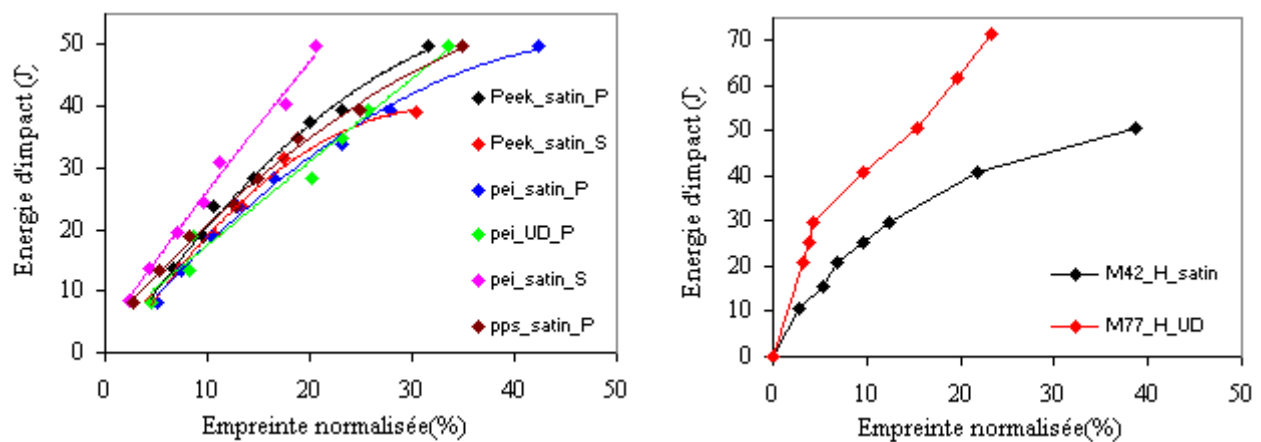 Energie d'impact (J)
60
50
40
30
20
10
0
0 10 20 30 40 50
Empreinte normalisée(%)
Peek_satin_P
Peek_satin_S
pei_satin_P
pei_UD_P
pei_satin_S
pps_satin_P
Energie d'impact (J)
70
60
50
40
30
20
10
0
0 10 20 30 40 50
Empreinte normalisée(%)
M42_H_satin
M77_H_UD